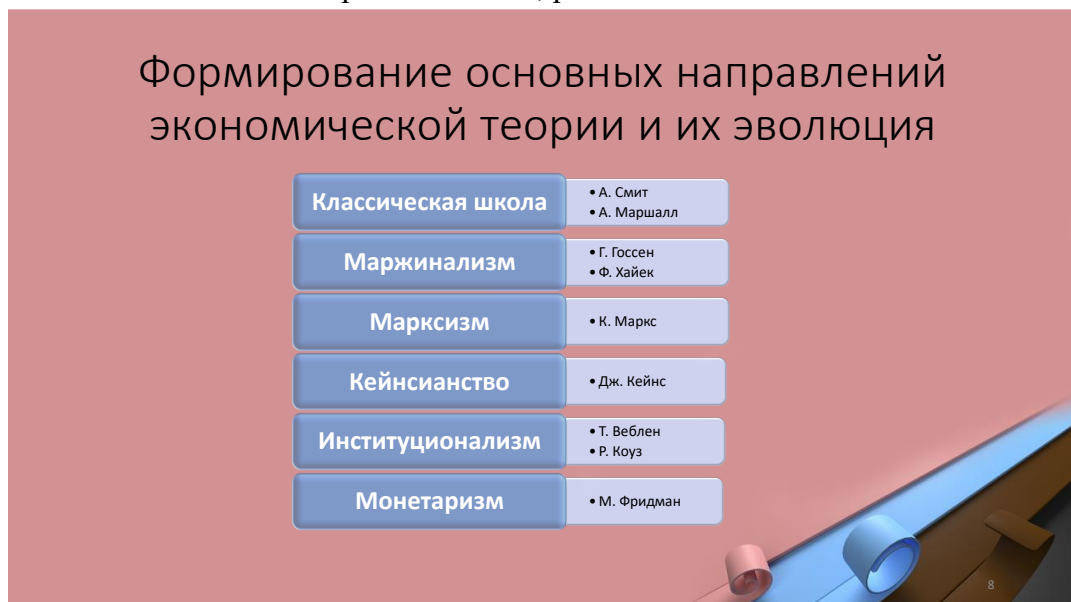 Формирование основных направлений
экономической теории и их эволюция
Классическая школа
• А. Смит
• А. Маршалл
Маржинализм
• Г. Госсен
• Ф. Хайек
Марксизм
• К. Маркс
Кейнсианство
• Дж. Кейнс
Институционализм
• Т. Веблен
• Р. Коуз
Монетаризм
• М. Фридман
8